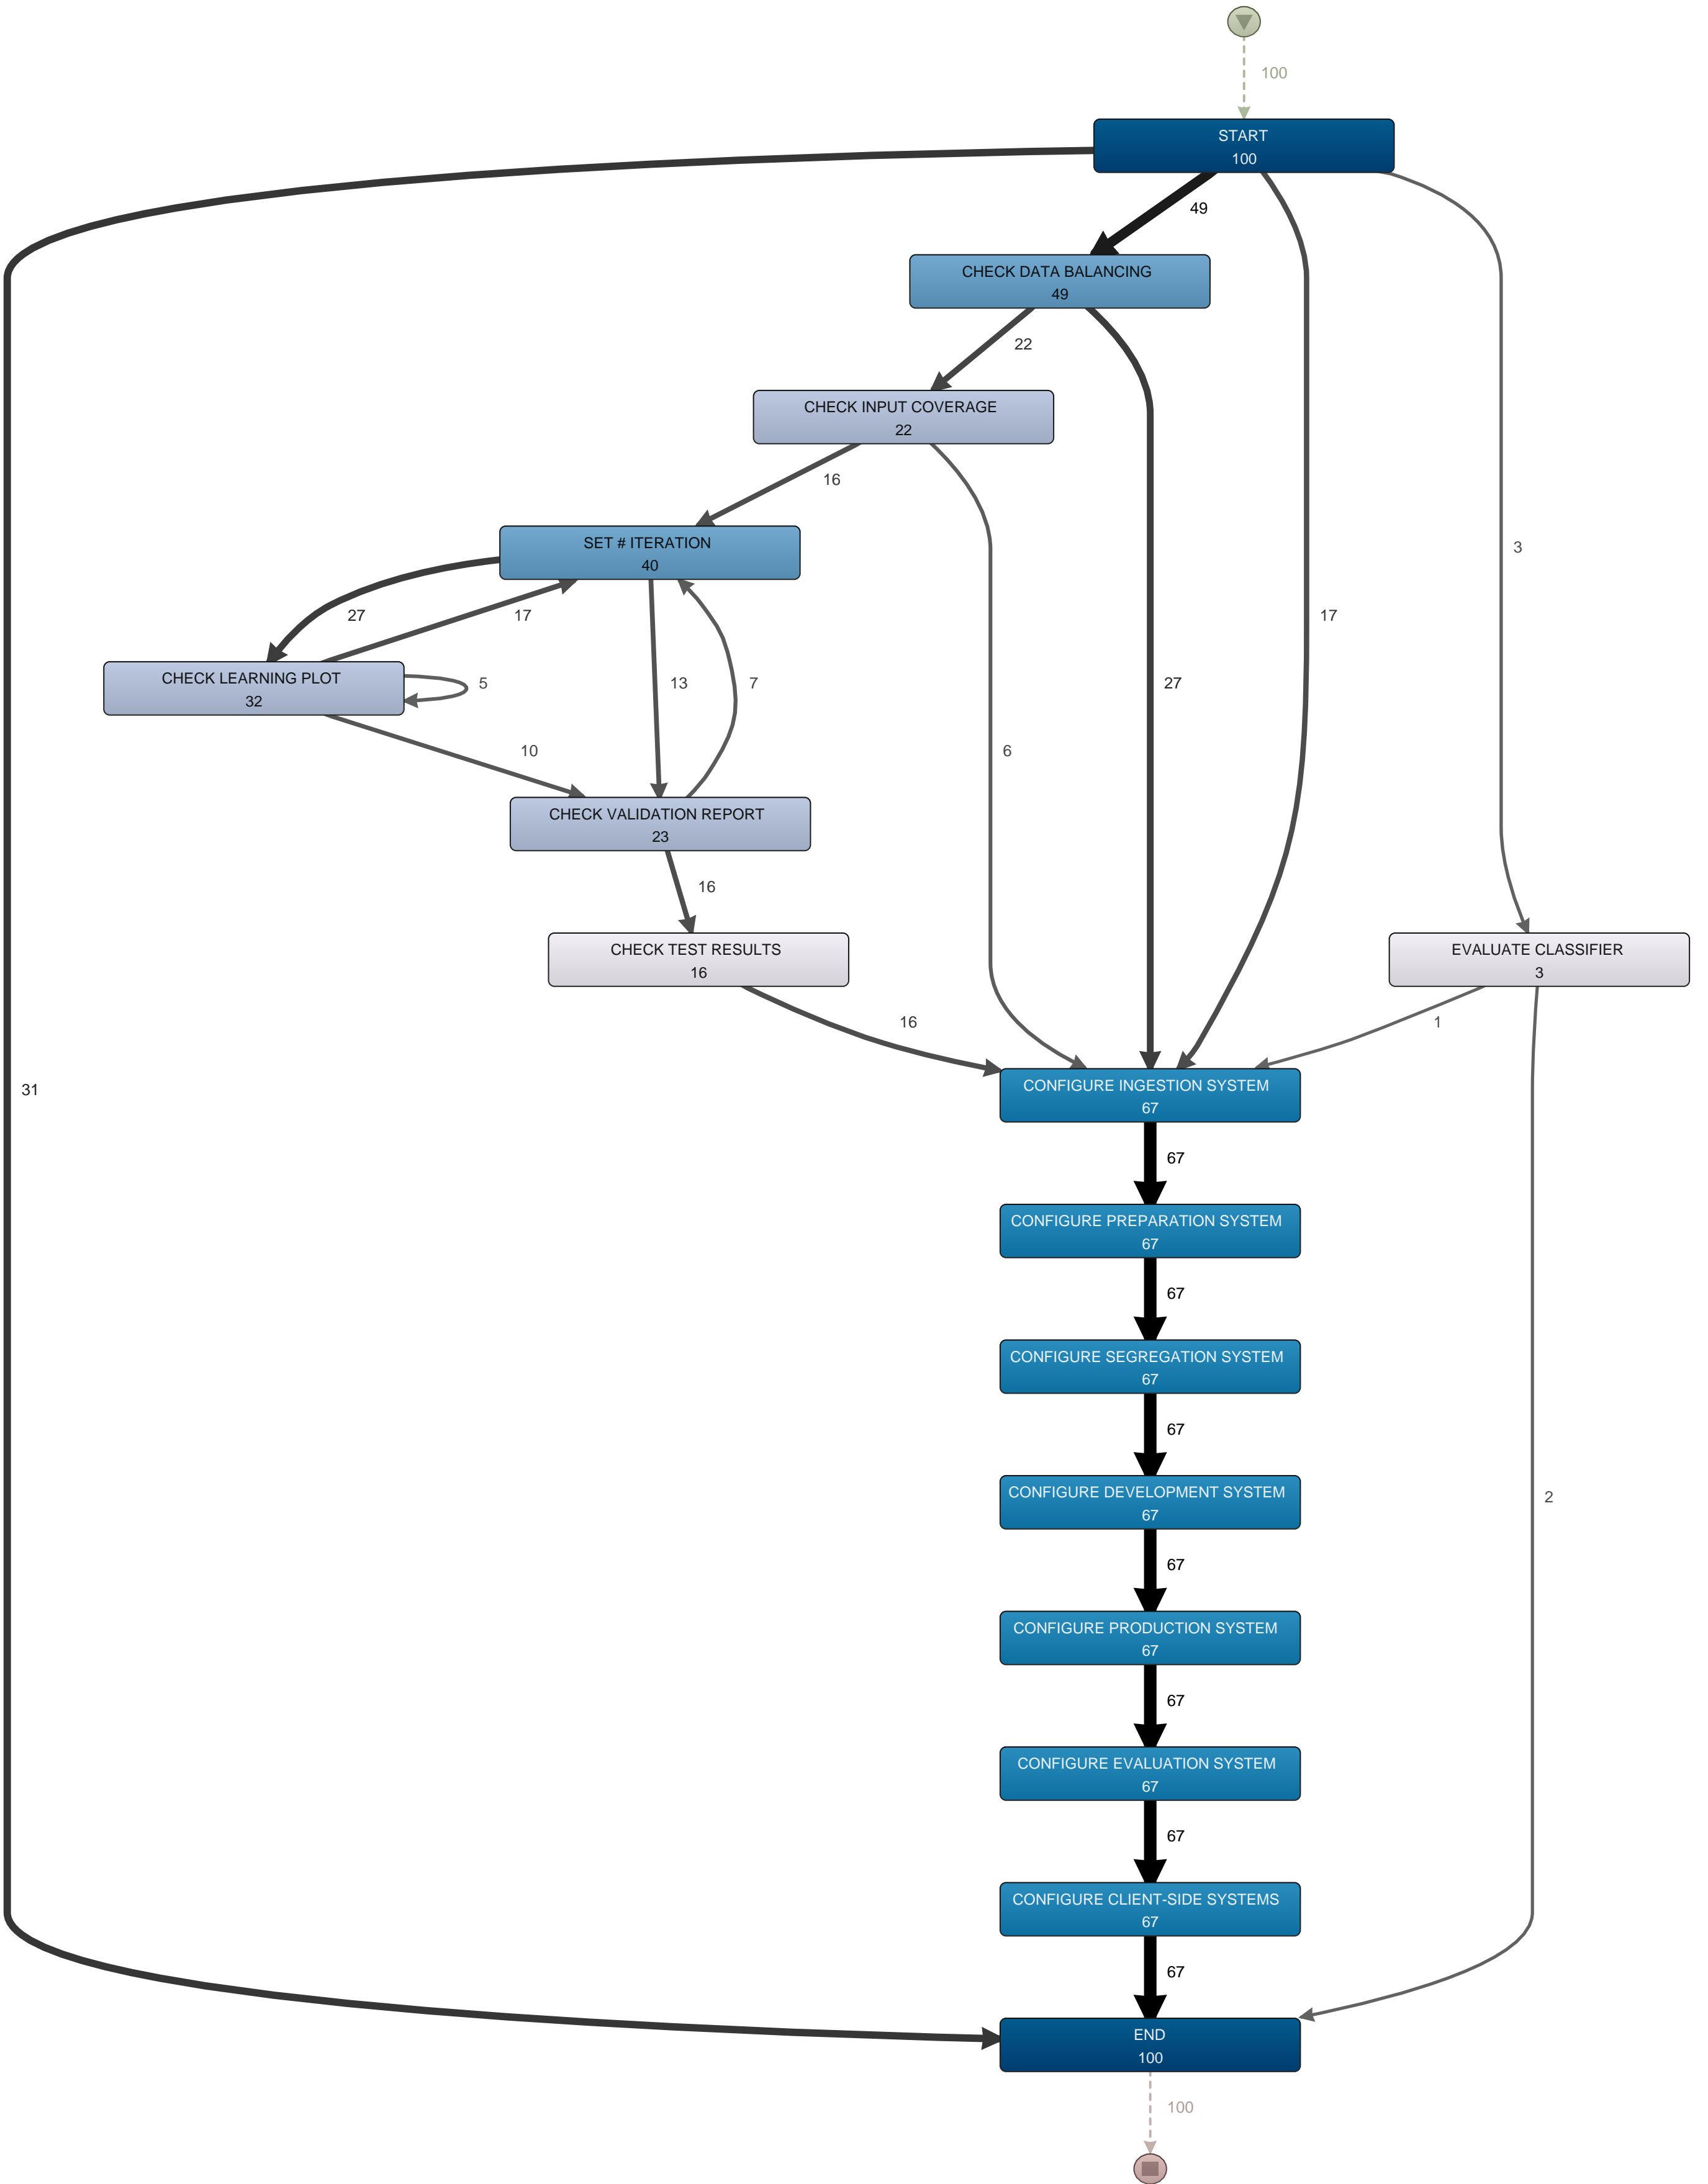 100
START
100
49
CHECK DATA BALANCING
49
22
CHECK INPUT COVERAGE
22
16
3
SET # ITERATION
40
27
17
17
CHECK LEARNING PLOT
32
5
13
7
27
10
6
CHECK VALIDATION REPORT
23
16
CHECK TEST RESULTS
16
EVALUATE CLASSIFIER
3
16
1
CONFIGURE INGESTION SYSTEM
67
31
67
CONFIGURE PREPARATION SYSTEM
67
67
CONFIGURE SEGREGATION SYSTEM
67
67
CONFIGURE DEVELOPMENT SYSTEM
67
2
67
CONFIGURE PRODUCTION SYSTEM
67
67
CONFIGURE EVALUATION SYSTEM
67
67
CONFIGURE CLIENT-SIDE SYSTEMS
67
67
END
100
100